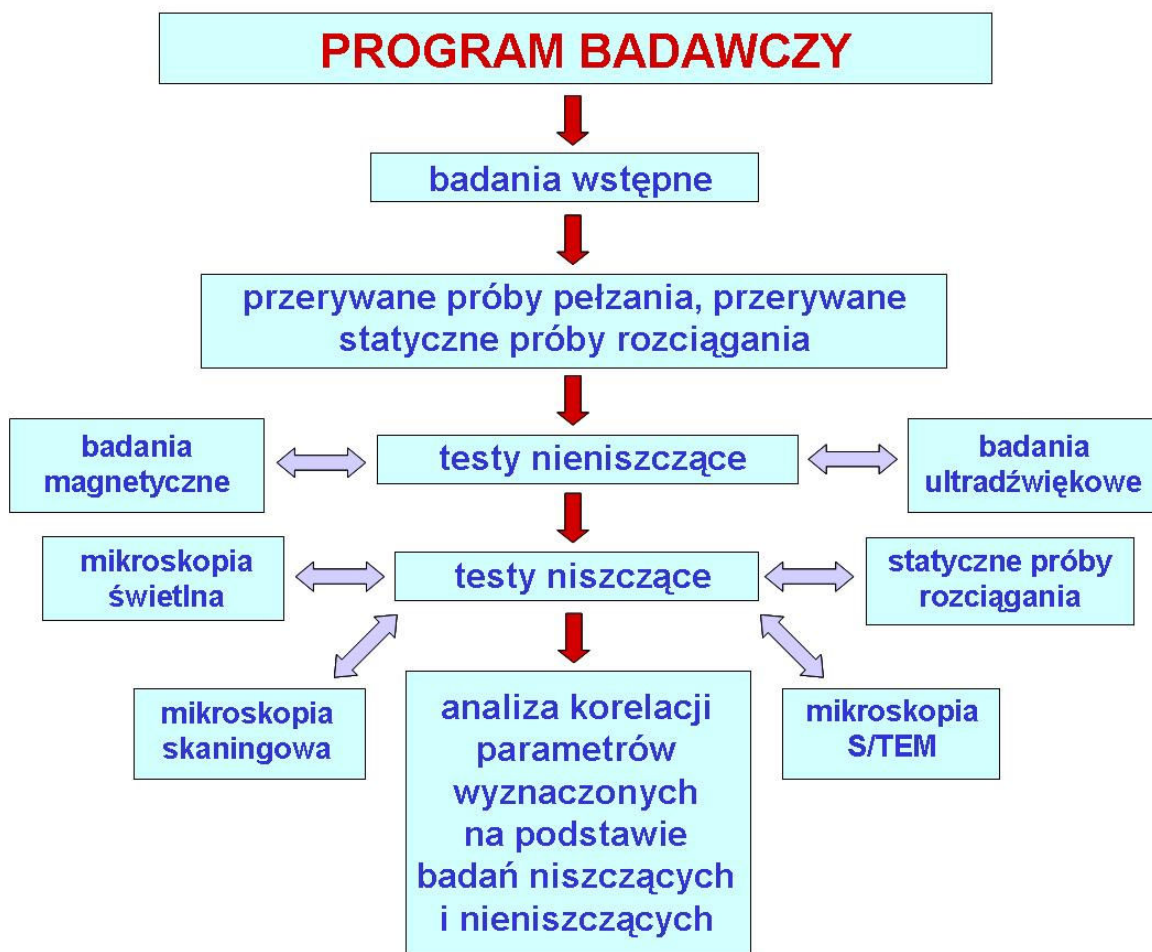 PROGRAM BADAWCZY
badania wstępne
przerywane próby pełzania, przerywane
statyczne próby rozciągania
badania
magnetyczne
testy nieniszczące
badania
ultradźwiękowe
mikroskopia
świetlna
testy niszczące
statyczne próby
rozciągania
mikroskopia
skaningowa
analiza korelacji
parametrów
wyznaczonych
na podstawie
badań niszczących
i nieniszczących
mikroskopia
S/TEM